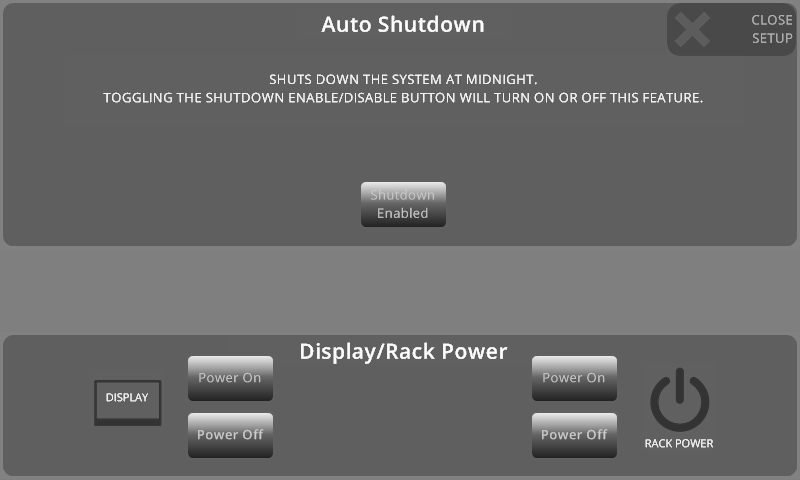 Auto Shutdown
CLOSE
SETUP
SHUTS DOWN THE SYSTEM AT MIDNIGHT.
TOGGLING THE SHUTDOWN ENABLE/DISABLE BUTTON WILL TURN ON OR OFF THIS FEATURE.
Shutdown
Enabled
Display/Rack Power
DISPLAY
Power On
Power Off
Power On
Power Off
RACK POWER